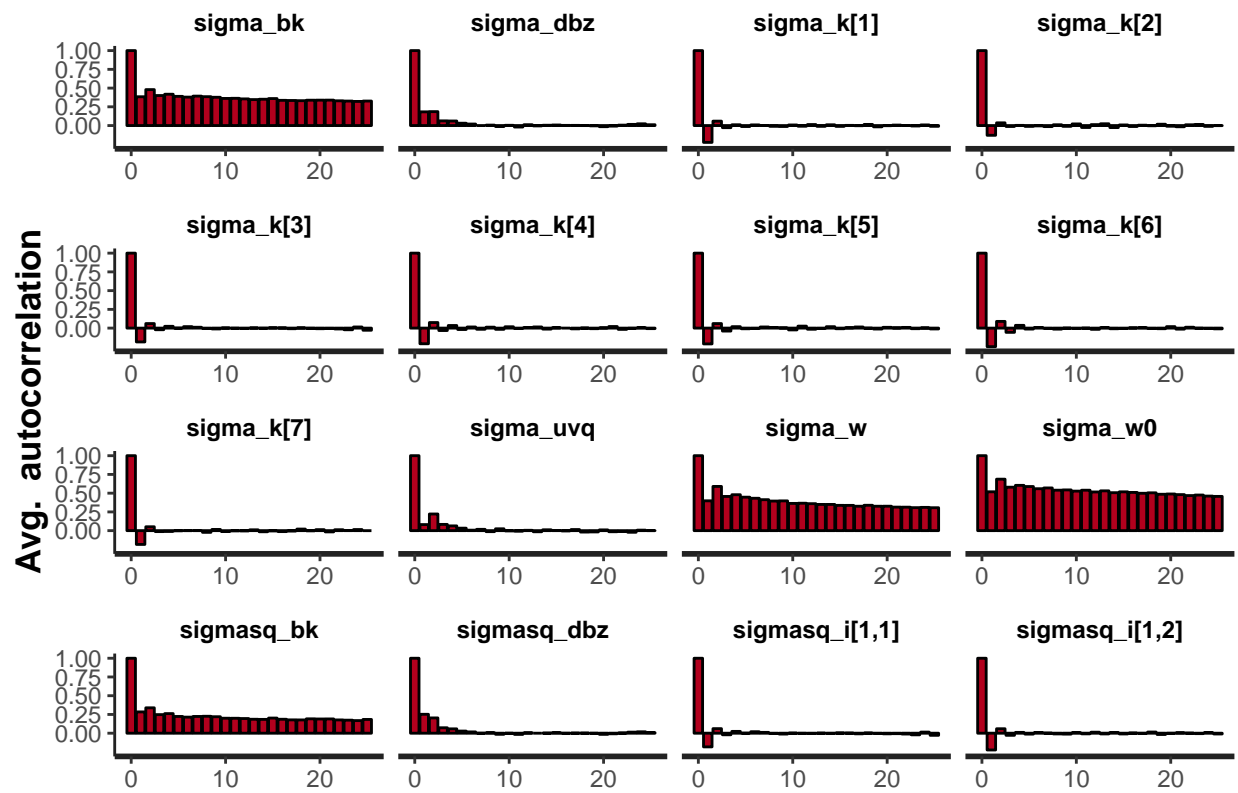 sigma_bk sigma_dbz sigma_k[1] sigma_k[2]
1.00
0.75
0.50
0.25
0.00
0 10 20 0 10 20 0 10 20 0 10 20
sigma_k[3] sigma_k[4] sigma_k[5] sigma_k[6]
1.00
0.75
0.50
0.25
0.00
0 10 20 0 10 20 0 10 20 0 10 20
Avg. autocorrelation
sigma_k[7] sigma_uvq sigma_w sigma_w0
1.00
0.75
0.50
0.25
0.00
0 10 20 0 10 20 0 10 20 0 10 20
sigmasq_bk sigmasq_dbz sigmasq_i[1,1] sigmasq_i[1,2]
1.00
0.75
0.50
0.25
0.00
0 10 20 0 10 20 0 10 20 0 10 20